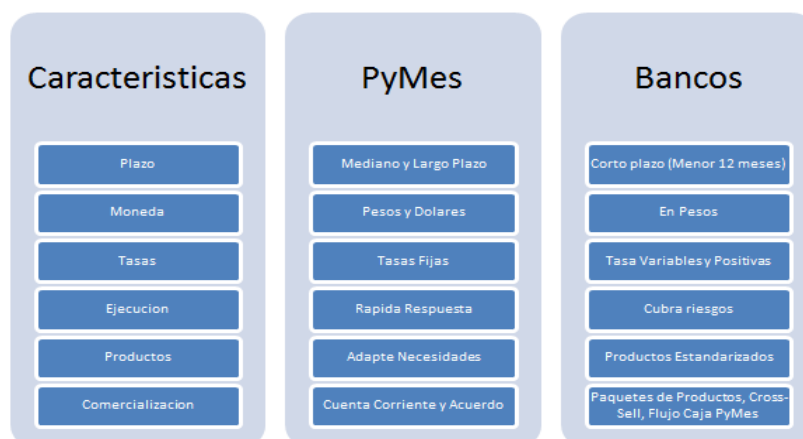 Caracteristicas
Plazo
Moneda
Tasas
Ejecucion
Productos
Comercializacion
PyMes
Mediano y Largo Plazo
Pesos y Dolares
Tasas Fijas
Rapida Respuesta
Adapte Necesidades
Cuenta Corriente y Acuerdo
Bancos
Corto plazo (Menor 12 meses)
En Pesos
Tasa Variables y Positivas
Cubra riesgos
Productos Estandarizados
Paquetes de Productos, Cross-
Sell, Flujo Caja PyMes